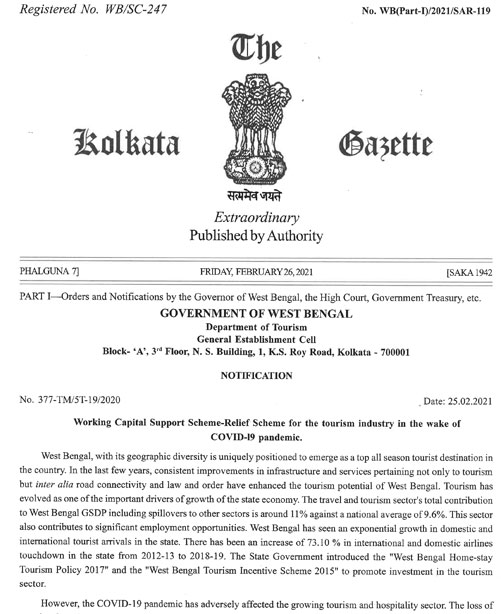 Registered No. WB/SC-247 No. WB(Part-I)/2021/SAR-119
The
Kolkata Gazette
सत्यमेव जयते
Extraordinary
Published by Authority
PHALGUNA 7] FRIDAY, FEBRUARY 26, 2021 [SAKA 1942
PART I—Orders and Notifications by the Governor of West Bengal, the High Court, Government Treasury, etc.
GOVERNMENT OF WEST BENGAL
Department of Tourism
General Establishment Cell
Block- ‘A’, 3rd Floor, N. S. Building, 1, K.S. Roy Road, Kolkata - 700001
NOTIFICATION
No. 377-TM/5T-19/2020 Date: 25.02.2021
Working Capital Support Scheme-Relief Scheme for the tourism industry in the wake of
COVID-l9 pandemic.
West Bengal, with its geographic diversity is uniquely positioned to emerge as a top all season tourist destination in
the country. In the last few years, consistent improvements in infrastructure and services pertaining not only to tourism
but inter alia road connectivity and law and order have enhanced the tourism potential of West Bengal. Tourism has
evolved as one of the important drivers of growth of the state economy. The travel and tourism sector's total contribution
to West Bengal GSDP including spillovers to other sectors is around 11% against a national average of 9.6%. This sector
also contributes to significant employment opportunities. West Bengal has seen an exponential growth in domestic and
international tourist arrivals in the state. There has been an increase of 73.10 % in international and domestic airlines
touchdown in the state from 2012-13 to 2018-19. The State Government introduced the "West Bengal Home-stay
Tourism Policy 2017" and the "West Bengal Tourism Incentive Scheme 2015" to promote investment in the tourism
sector.
However, the COVID-19 pandemic has adversely affected the growing tourism and hospitality sector. The loss of